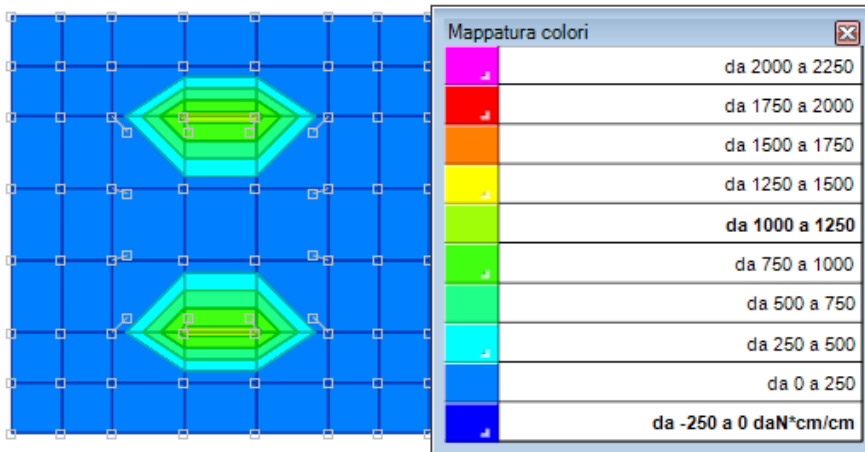 Mappatura colori
da 2000 a 2250
da 1750 a 2000
da 1500 a 1750
da 1250 a 1500
da 1000 a 1250
da 750 a 1000
da 500 a 750
da 250 a 500
da 0 a 250
da -250 a 0 daN*cm/cm